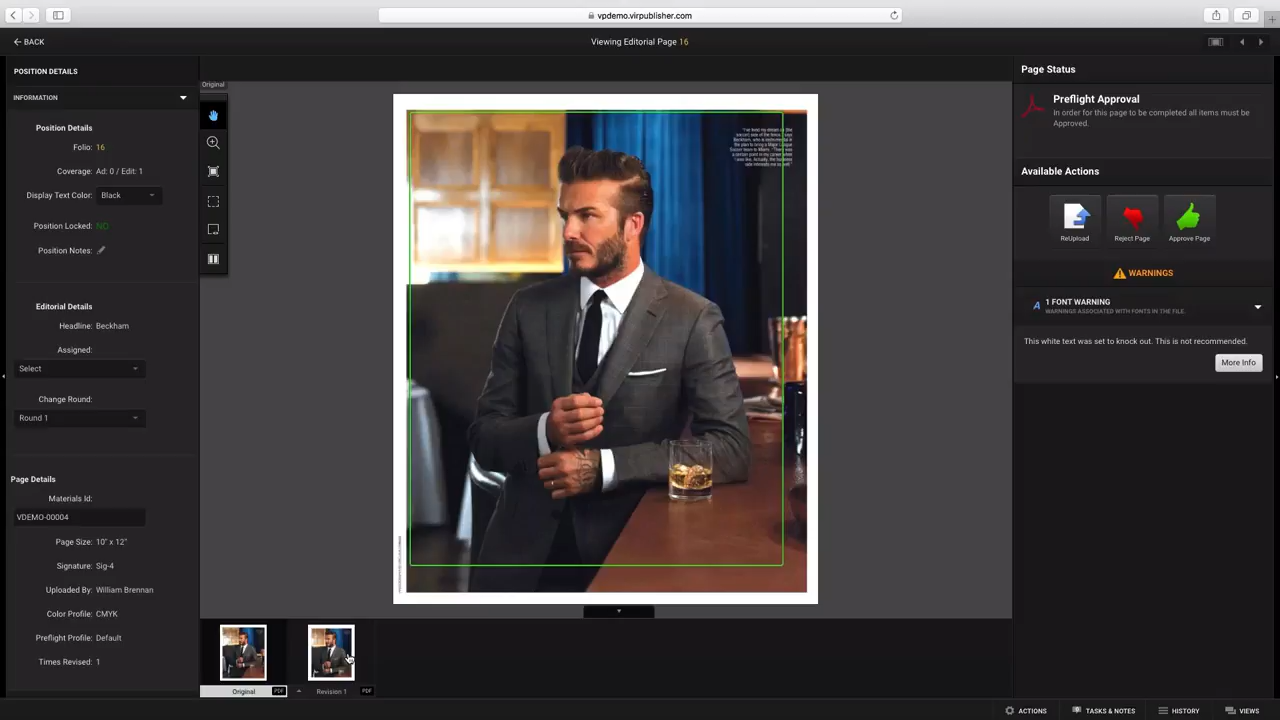 vpdemo.virpublisher.com
BACK
Viewing Editorial Page 16
POSITION DETAILS
INFORMATION
Position Details
Folio: 16
Coverage: Ad: 0 / Edit: 1
Display Text Color: Black
Position Locked: NO
Position Notes:
Editorial Details
Headline: Beckham
Assigned:
Select
Change Round:
Round 1
Page Details
Materials Id:
VDEMO-00004
Page Size: 10" x 12"
Signature: Sig-4
Uploaded By: William Brennan
Color Profile: CMYK
Preflight Profile: Default
Times Revised: 1
Original
Original PDF
Revision 1 PDF
Page Status
Preflight Approval
In order for this page to be completed all items must be
Approved.
Available Actions
ReUpload
Reject Page
Approve Page
WARNINGS
A 1 FONT WARNING
WARNINGS ASSOCIATED WITH FONTS IN THE FILE.
This white text was set to knock out. This is not recommended.
More Info
ACTIONS
TASKS & NOTES
HISTORY
VIEWS